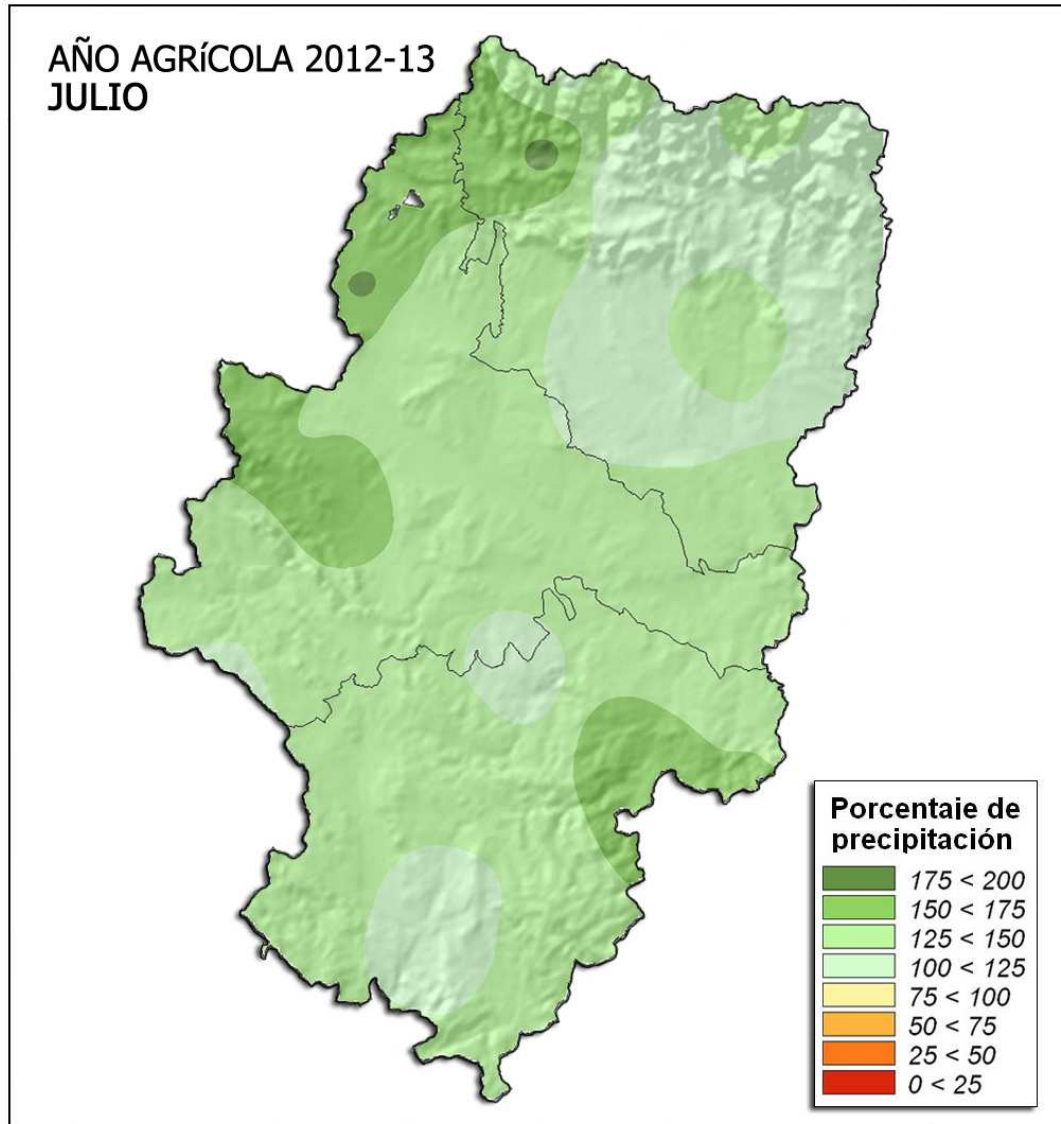 AÑO AGRíCOLA 2012-13
JULIO
Porcentaje de
precipitación
175 < 200
150 < 175
125 < 150
100 < 125
75 < 100
50 < 75
25 < 50
0 < 25